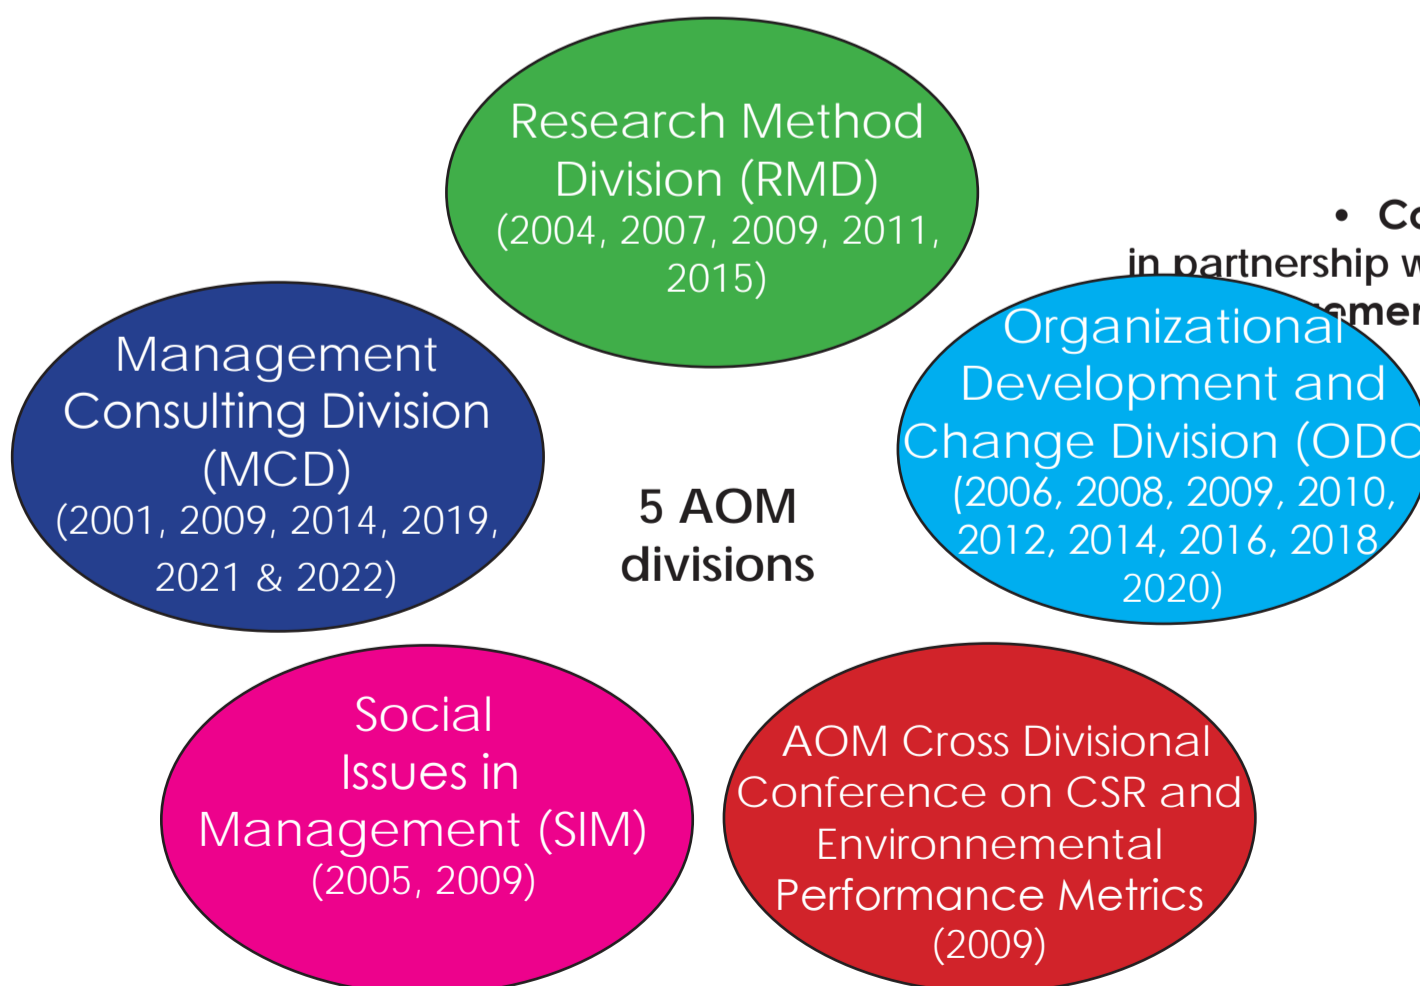 Research Method
Division (RMD)
(2004, 2007, 2009, 2011,
2015)
•
in partnership
Management
Consulting Division
(MCD)
(2001, 2009, 2014, 2019,
2021 & 2022)
Organizational
Development and
Change Division (ODC
(2006, 2008, 2009, 2010,
2012, 2014, 2016, 2018
2020)
5 AOM
divisions
Social
Issues in
Management (SIM)
(2005, 2009)
AOM Cross Divisional
Conference on CSR and
Environnemental
Performance Metrics
(2009)